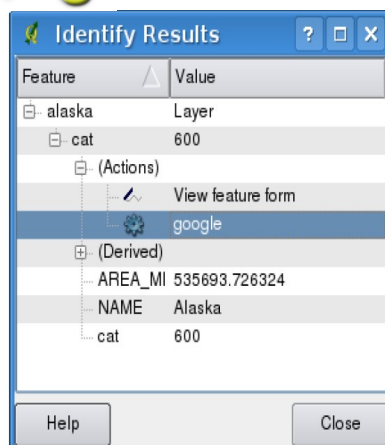 Identify Results
Feature Value
alaska Layer
cat 600
(Actions)
View feature form
google
(Derived)
AREA_MI 535693.726324
NAME Alaska
cat 600
Help Close